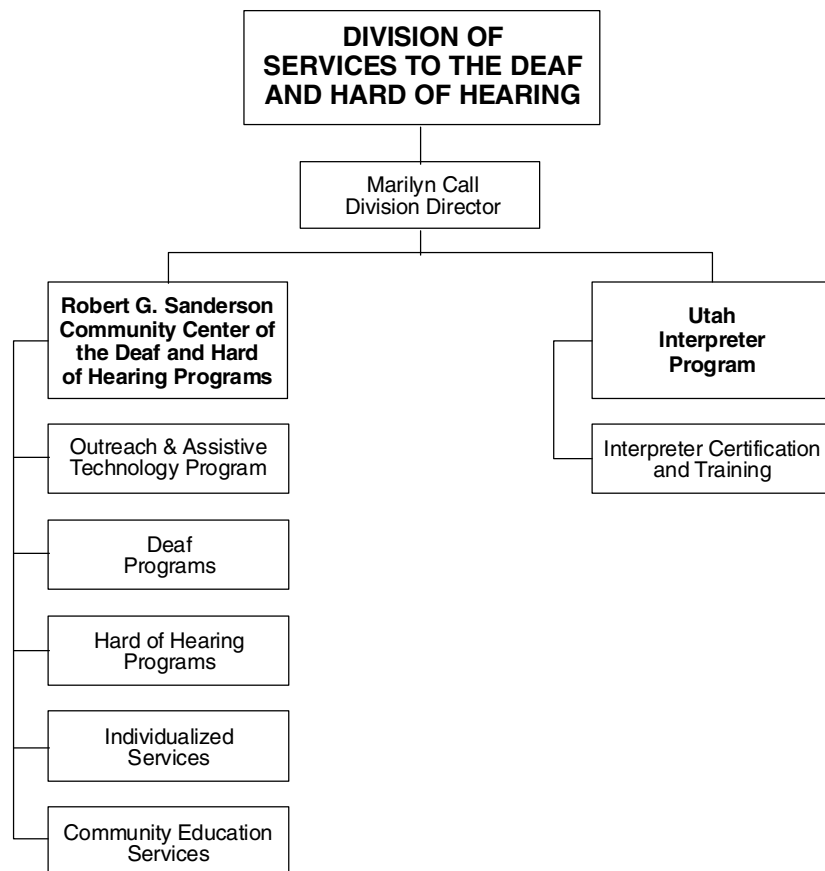 DIVISION OF
SERVICES TO THE DEAF
AND HARD OF HEARING
Marilyn Call
Division Director
Robert G. Sanderson
Community Center of
the Deaf and Hard
of Hearing Programs
Outreach & Assistive
Technology Program
Deaf
Programs
Hard of Hearing
Programs
Individualized
Services
Community Education
Services
Utah
Interpreter
Program
Interpreter Certification
and Training